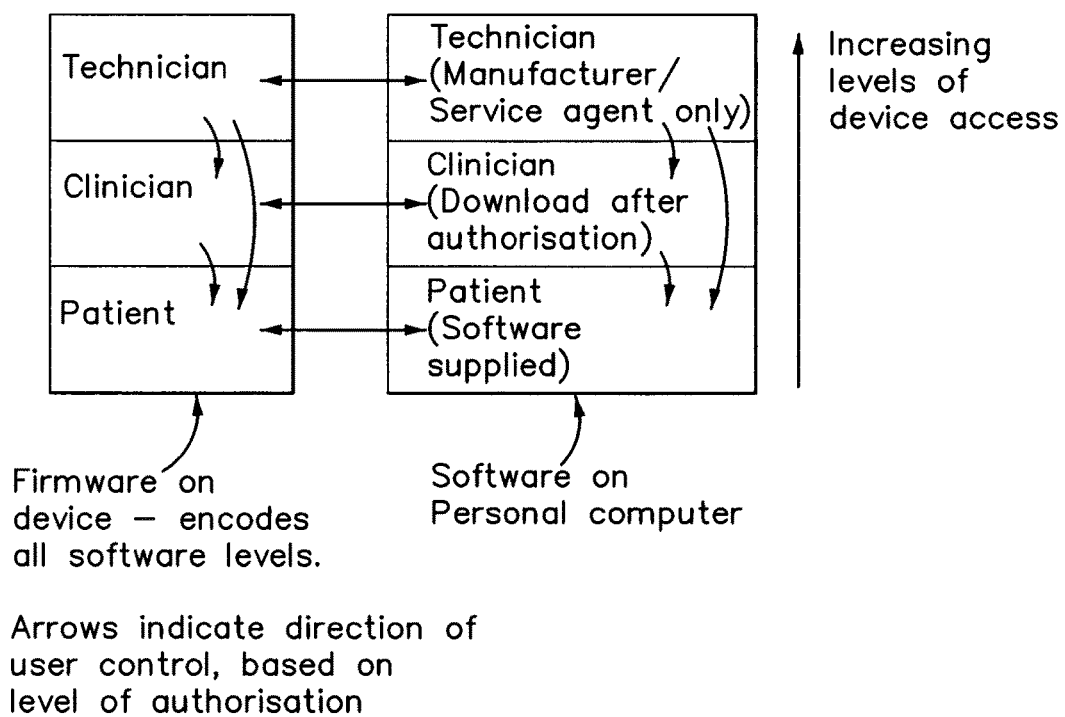 Technician
Clinician
Patient
Technician
(Manufacturer/
Service agent only)
Clinician
(Download after
authorisation)
Patient
(Software
supplied)
Increasing
levels of
device access
Firmware on
device – encodes
all software levels.
Software on
Personal computer
Arrows indicate direction of
user control, based on
level of authorisation